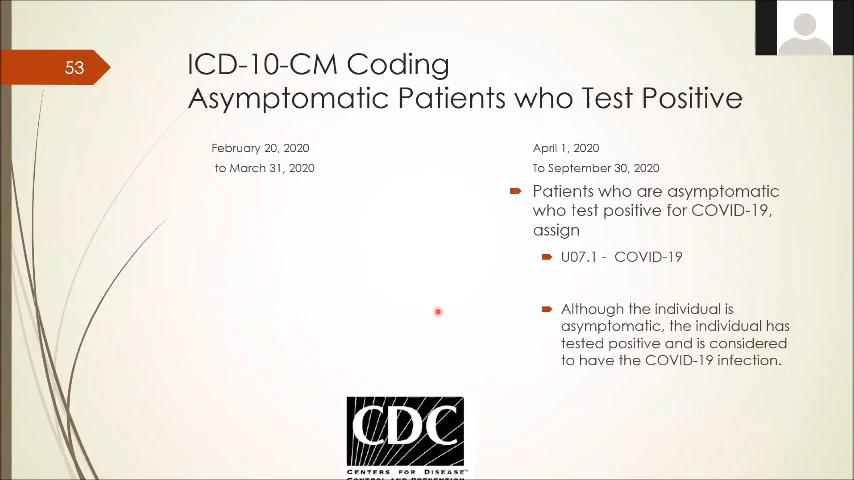 53
ICD-10-CM Coding
Asymptomatic Patients who Test Positive
February 20, 2020
to March 31, 2020
April 1, 2020
To September 30, 2020
Patients who are asymptomatic
who test positive for COVID-19,
assign
U07.1 - COVID-19
Although the individual is
asymptomatic, the individual has
tested positive and is considered
to have the COVID-19 infection.
CDC
CENTERS FOR DISEASE™
CONTROL AND PREVENTION